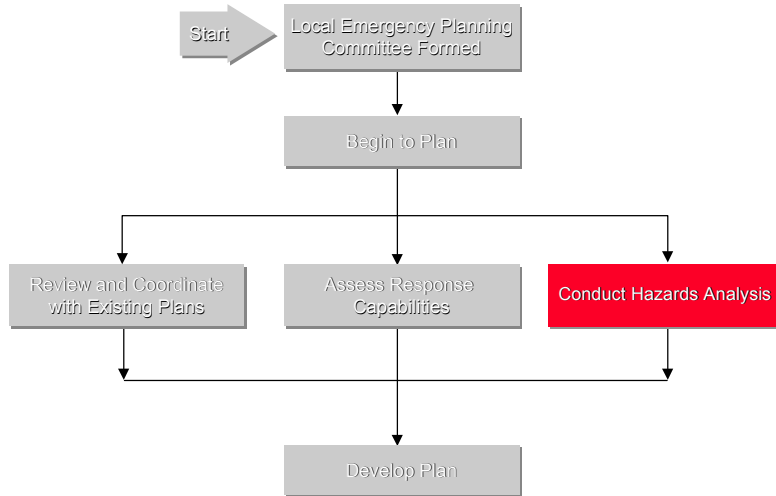 Start
Local Emergency Planning
Committee Formed
Begin to Plan
Review and Coordinate
with Existing Plans
Assess Response
Capabilities
Conduct Hazards Analysis
Develop Plan